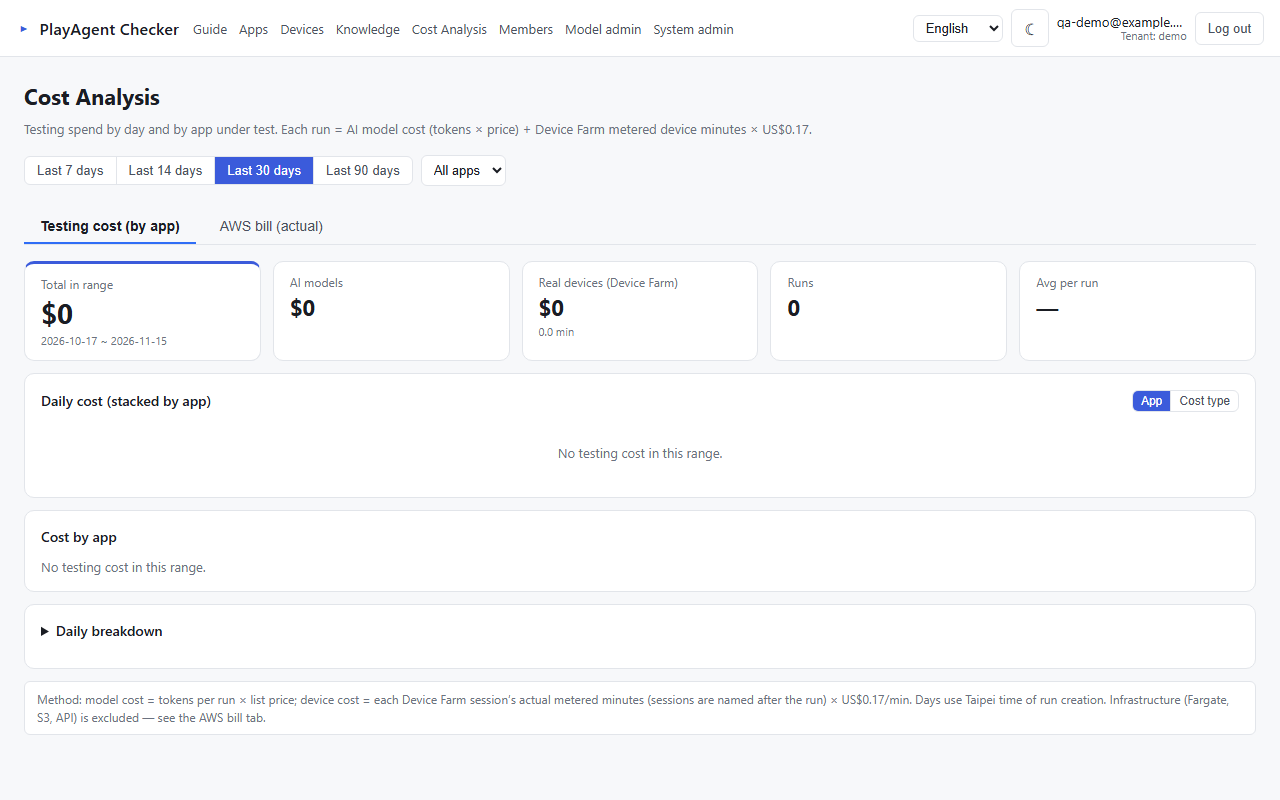 PlayAgent Checker Guide Apps Devices Knowledge Cost Analysis Members Model admin System admin English qa-demo@example.... Log out
Tenant: demo
Cost Analysis
Testing spend by day and by app under test. Each run = AI model cost (tokens × price) + Device Farm metered device minutes × US$0.17.
Last 7 days Last 14 days Last 30 days Last 90 days All apps
Testing cost (by app) AWS bill (actual)
Total in range AI models Real devices (Device Farm) Runs Avg per run
$0 $0 $0 0 —
2026-10-17 ~ 2026-11-15 0.0 min
Daily cost (stacked by app) App Cost type
No testing cost in this range.
Cost by app
No testing cost in this range.
Daily breakdown
Method: model cost = tokens per run × list price; device cost = each Device Farm session's actual metered minutes (sessions are named after the run) × US$0.17/min. Days use Taipei time of run creation. Infrastructure (Fargate,
S3, API) is excluded — see the AWS bill tab.